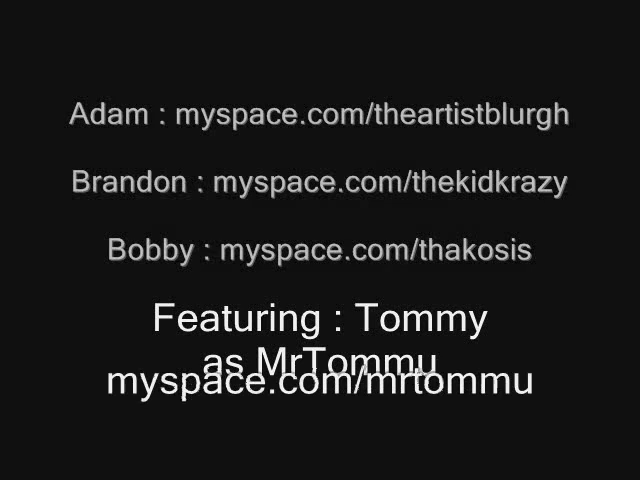 Adam : myspace.com/theartistblurgh
Brandon : myspace.com/thekidkrazy
Bobby : myspace.com/thakosis
Featuring : Tommy
as MrTommu
myspace.com/mrtommu